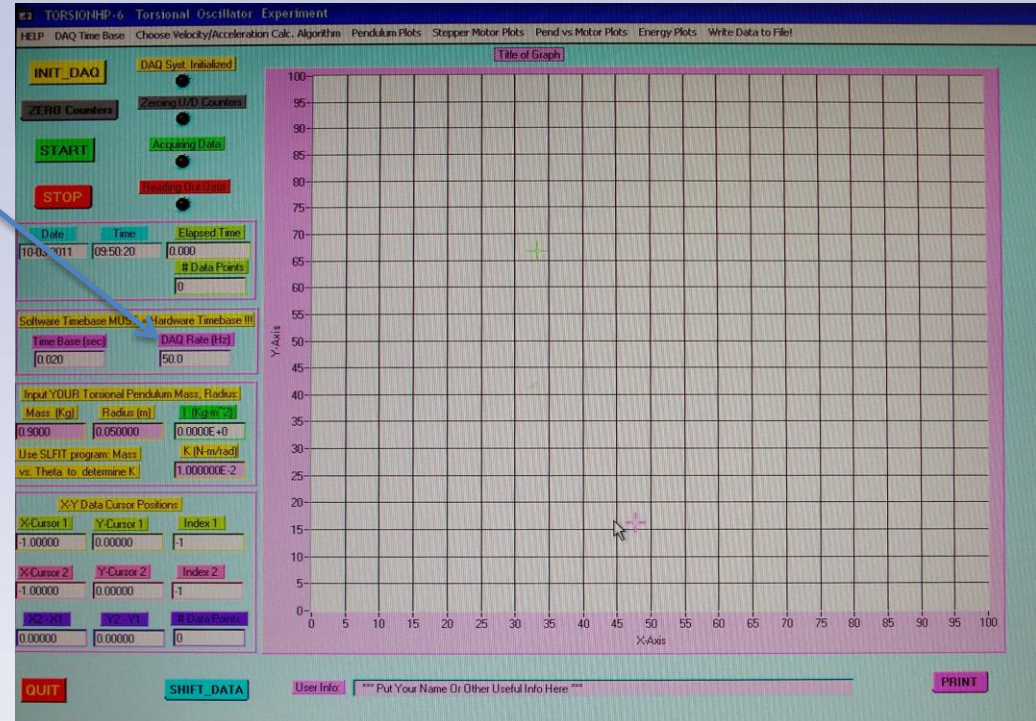 TORSIONHP-6 Torsional Oscillator Experiment
HELP DAQ Time Base Choose Velocity/Acceleration Calc. Algorithm Pendulum Plots Stepper Motor Plots Pend vs Motor Plots Energy Plots Write Data to File!
INIT_DAQ
DAQ Syst. Initialized
ZERO Counters
Zeroing U/D Counters
START
Acquiring Data
STOP
Reading Out Data
Date Time Elapsed Time
10-03-2011 09:50:20 0.000
# Data Points
0
Software Timebase MUST Hardware Timebase !!!
Time Base (sec) DAQ Rate (Hz)
0.020 50.0
Input YOUR Torsional Pendulum Mass, Radius:
Mass (Kg) Radius (m) I (Kg-m^2)
0.9000 0.050000 0.0000E+0
Use SLFIT program: Mass K (N-m/rad)
vs. Theta to determine K 1.000000E-2
X-Y Data Cursor Positions
X-Cursor 1 Y-Cursor 1 Index 1
-1.00000 0.00000 -1
X-Cursor 2 Y-Cursor 2 Index 2
-1.00000 0.00000 -1
X2-X1 Y2-Y1 # Data Points
0.00000 0.00000 0
QUIT
SHIFT_DATA
Title of Graph
100
95
90
85
80
75
70
65
60
55
50
45
40
35
30
25
20
15
10
5
0
Y-Axis
0 5 10 15 20 25 30 35 40 45 50 55 60 65 70 75 80 85 90 95 100
X-Axis
User Info: *** Put Your Name Or Other Useful Info Here ***
PRINT